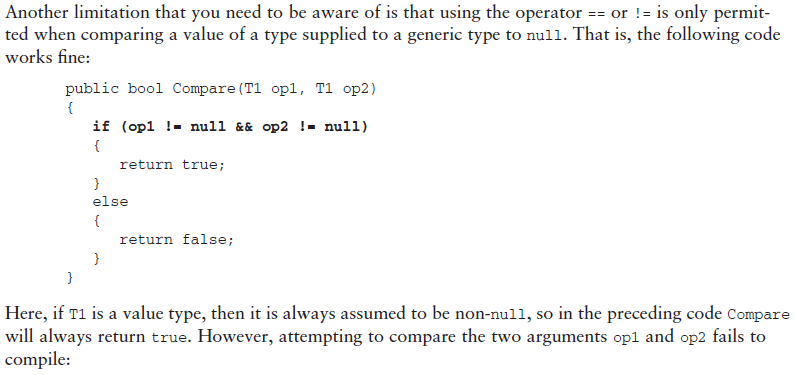 Another limitation that you need to be aware of is that using the operator == or != is only permit-
ted when comparing a value of a type supplied to a generic type to null. That is, the following code
works fine:
public bool Compare(T1 op1, T1 op2)
{
if (op1 != null && op2 != null)
{
return true;
}
else
{
return false;
}
}
Here, if T1 is a value type, then it is always assumed to be non-null, so in the preceding code Compare
will always return true. However, attempting to compare the two arguments op1 and op2 fails to
compile: